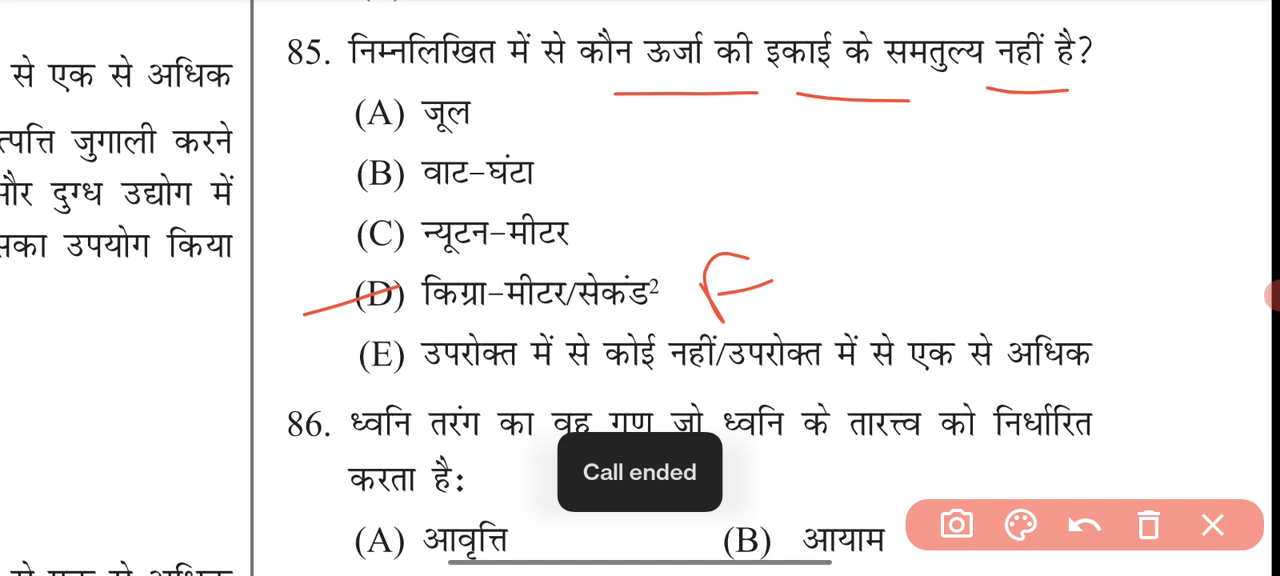 से एक से अधिक
त्पत्ति जुगाली करने
और दुग्ध उद्योग में
सका उपयोग किया
85. निम्नलिखित में से कौन ऊर्जा की इकाई के समतुल्य नहीं है?
(A) जूल
(B) वाट-घंटा
(C) न्यूटन-मीटर
(D) किग्रा-मीटर/सेकंड² F
(E) उपरोक्त में से कोई नहीं/उपरोक्त में से एक से अधिक
86. ध्वनि तरंग का वह गुण जो ध्वनि के तारत्त्व को निर्धारित
करता है:
Call ended
(A) आवृत्ति (B) आयाम